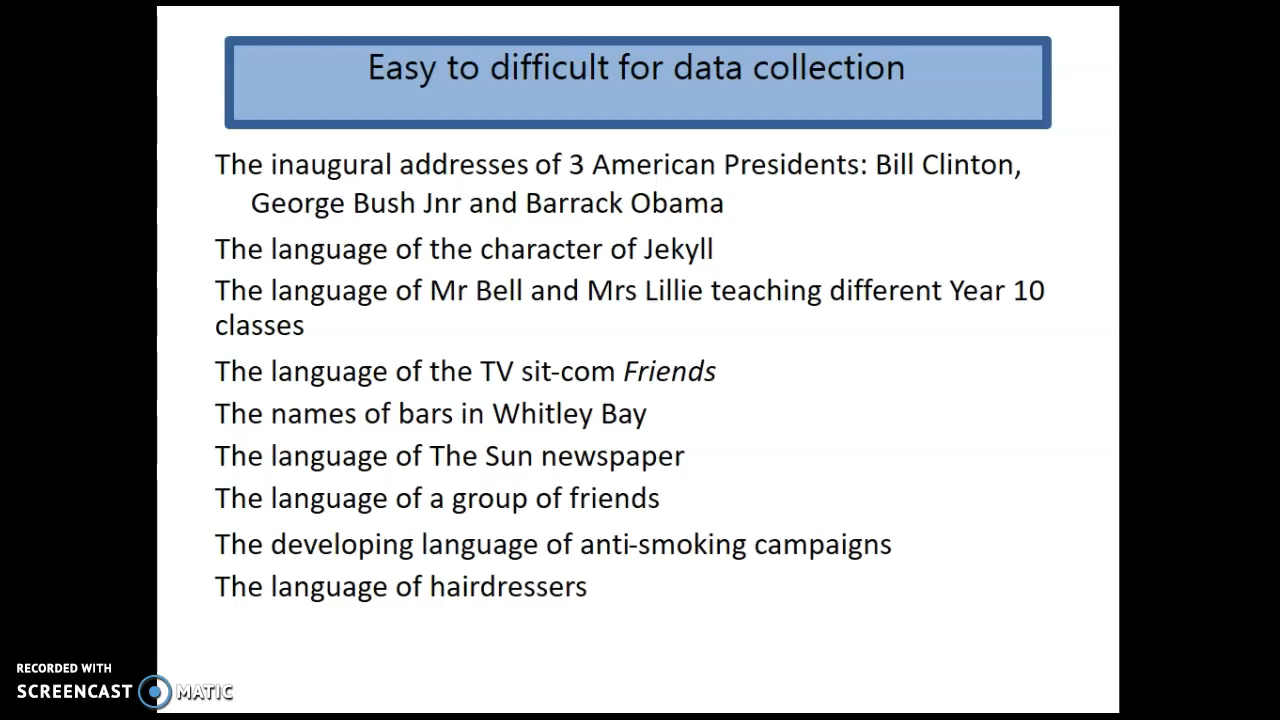 Easy to difficult for data collection
The inaugural addresses of 3 American Presidents: Bill Clinton,
George Bush Jnr and Barrack Obama
The language of the character of Jekyll
The language of Mr Bell and Mrs Lillie teaching different Year 10
classes
The language of the TV sit-com Friends
The names of bars in Whitley Bay
The language of The Sun newspaper
The language of a group of friends
The developing language of anti-smoking campaigns
The language of hairdressers
RECORDED WITH
SCREENCAST MATIC